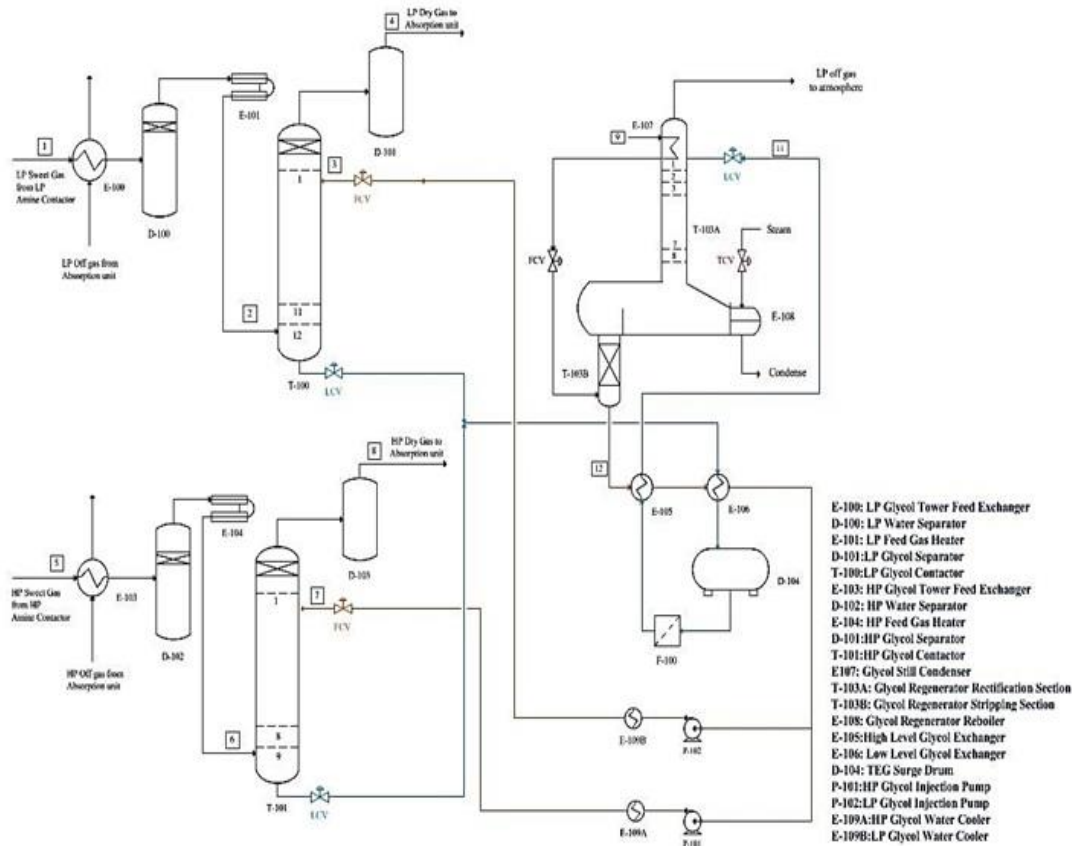 4
LP Dry Gas to
Absorption unit
D-101
E-101
1
LP Sweet Gas
from LP
Amine Contactor
E-100
D-100
LP Off gas from
Absorption unit
3
1
FCV
2
11
12
T-100
LCV
LP off gas
to atmosphere
E-107
9
1
2
3
LCV
11
T-103A
7
8
Steam
FCV
TCV
E-108
T-103B
Condense
12
E-105
E-106
D-104
F-100
8
HP Dry Gas to
Absorption unit
D-103
E-104
5
HP Sweet Gas
from HP
Amine Contactor
E-103
D-102
HP Off gas from
Absorption unit
1
7
FCV
6
8
9
T-101
LCV
E-109B
P-102
E-109A
P-101
E-100: LP Glycol Tower Feed Exchanger
D-100: LP Water Separator
E-101: LP Feed Gas Heater
D-101:LP Glycol Separator
T-100:LP Glycol Contactor
E-103: HP Glycol Tower Feed Exchanger
D-102: HP Water Separator
E-104: HP Feed Gas Heater
D-101:HP Glycol Separator
T-101:HP Glycol Contactor
E107: Glycol Still Condenser
T-103A: Glycol Regenerator Rectification Section
T-103B: Glycol Regenerator Stripping Section
E-108: Glycol Regenerator Reboiler
E-105:High Level Glycol Exchanger
E-106: Low Level Glycol Exchanger
D-104: TEG Surge Drum
P-101:HP Glycol Injection Pump
P-102:LP Glycol Injection Pump
E-109A:HP Glycol Water Cooler
E-109B:LP Glycol Water Cooler